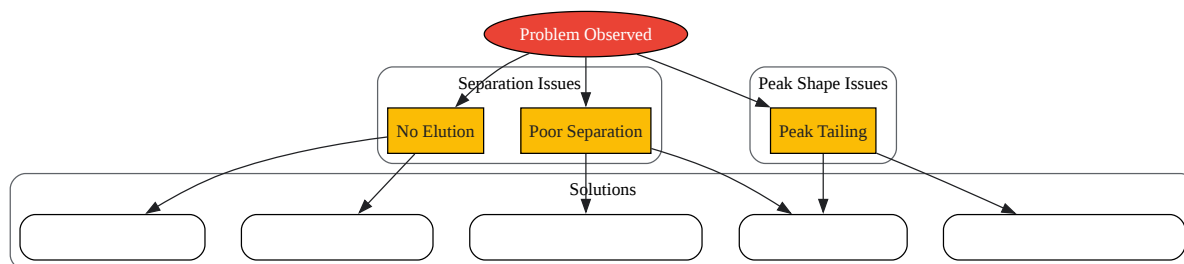 Problem Observed
Separation Issues
Peak Shape Issues
No Elution
Poor Separation
Peak Tailing
Solutions